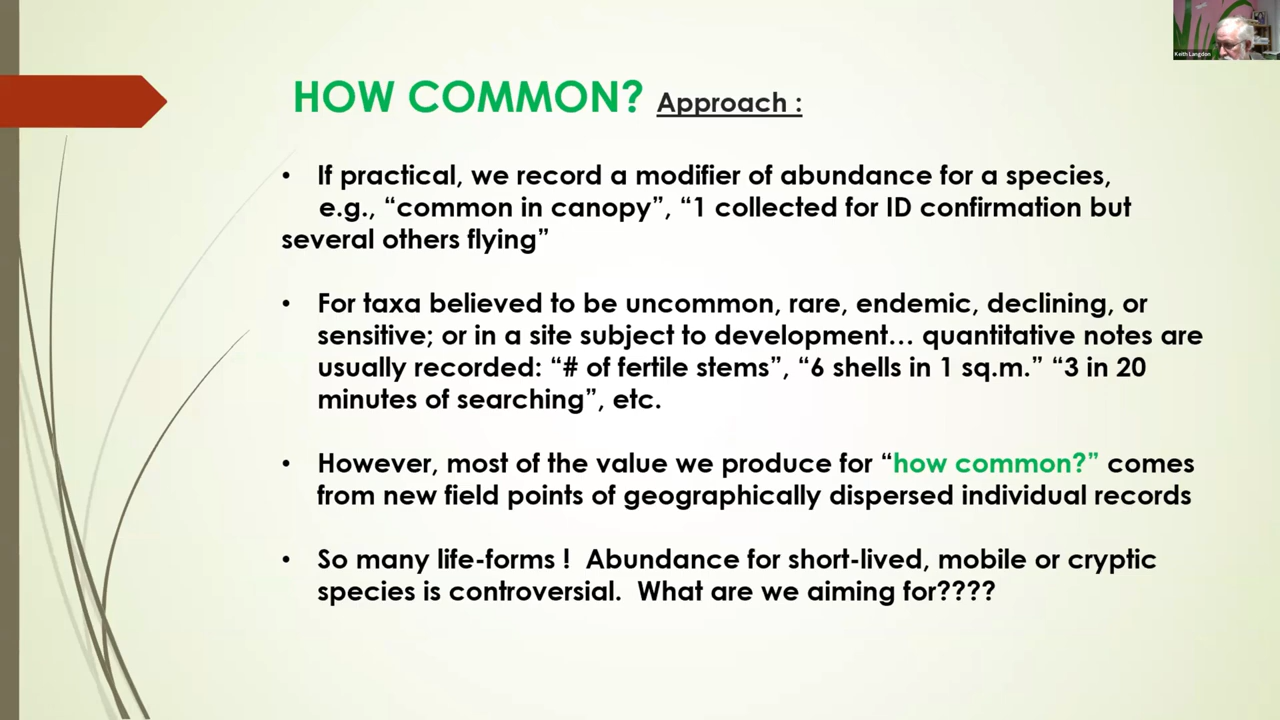 Keith Langdon
HOW COMMON? Approach :
• If practical, we record a modifier of abundance for a species,
e.g., “common in canopy”, “1 collected for ID confirmation but
several others flying”
• For taxa believed to be uncommon, rare, endemic, declining, or
sensitive; or in a site subject to development… quantitative notes are
usually recorded: “# of fertile stems”, “6 shells in 1 sq.m.” “3 in 20
minutes of searching”, etc.
• However, most of the value we produce for “how common?” comes
from new field points of geographically dispersed individual records
• So many life-forms ! Abundance for short-lived, mobile or cryptic
species is controversial. What are we aiming for????